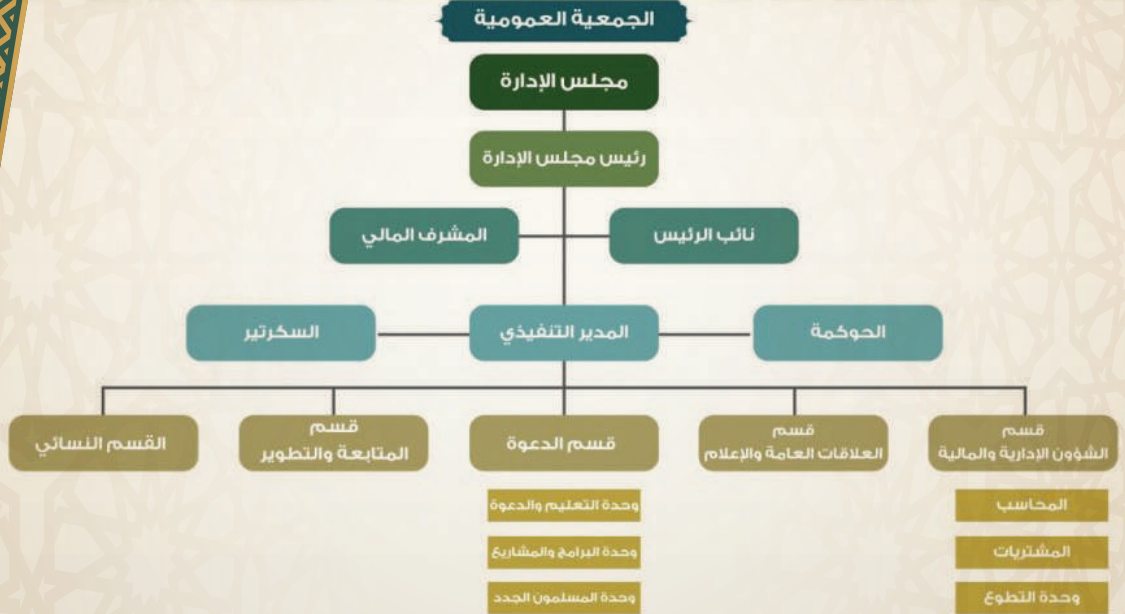 الجمعية العمومية
مجلس الإدارة
رئيس مجلس الإدارة
نائب الرئيس
المشرف المالي
الحوكمة
المدير التنفيذي
السكرتير
قسم
الشؤون الإدارية والمالية
قسم
العلاقات العامة والإعلام
قسم الدعوة
قسم
المتابعة والتطوير
القسم النسائي
المحاسب
المشتريات
وحدة التطوع
وحدة التعليم والدعوة
وحدة البرامج والمشاريع
وحدة المسلمون الجدد